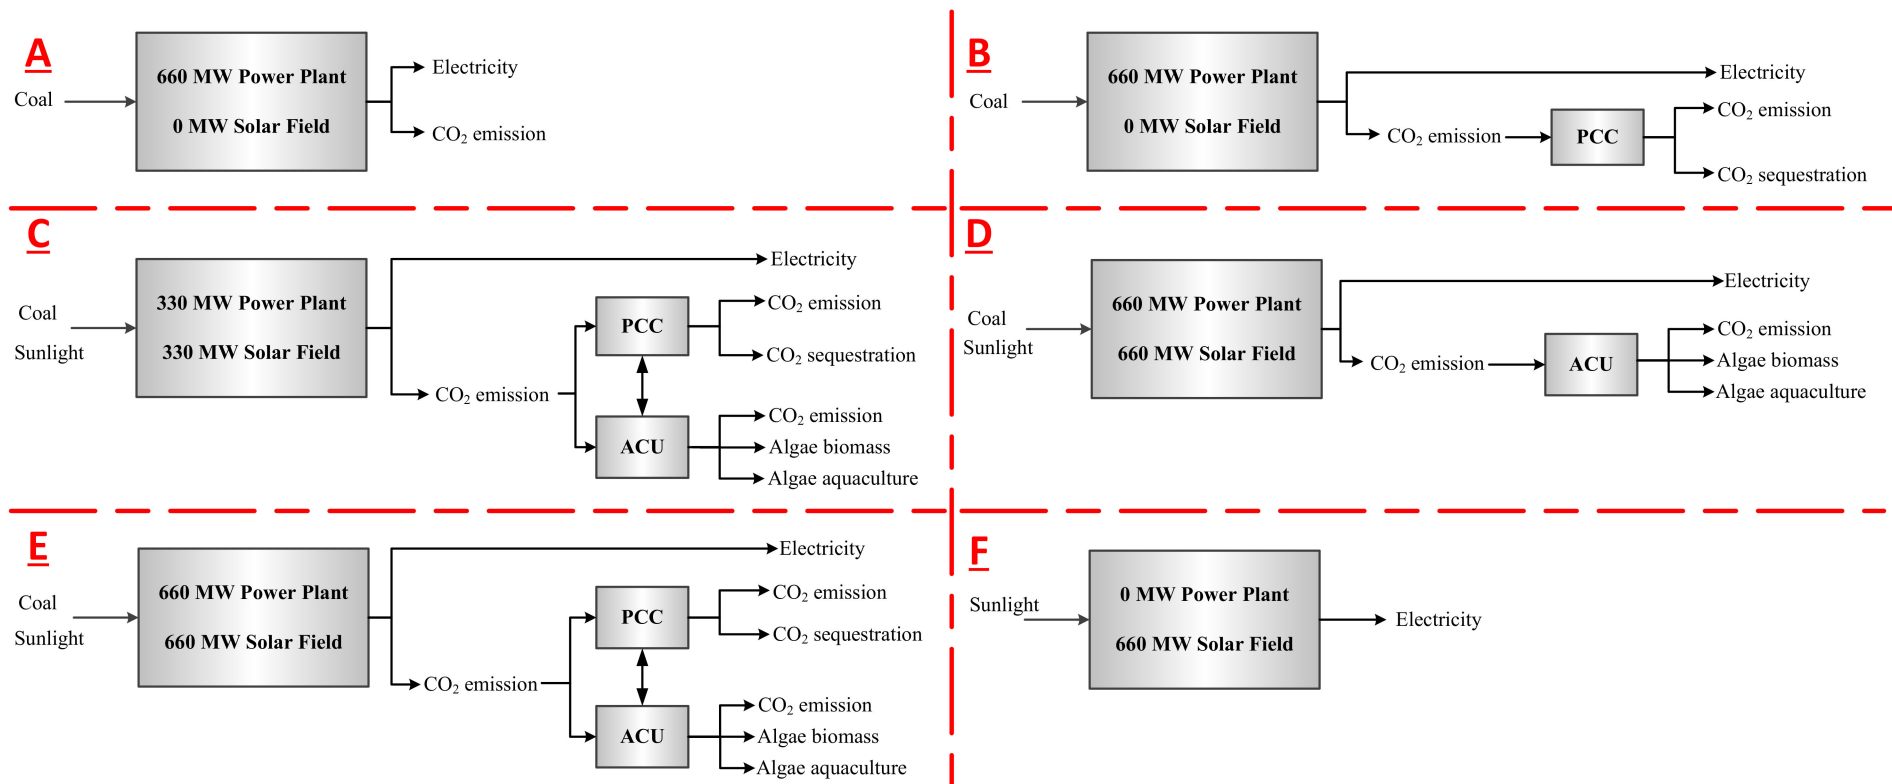 A
Coal
660 MW Power Plant
0 MW Solar Field
Electricity
CO₂ emission
B
Coal
660 MW Power Plant
0 MW Solar Field
Electricity
CO₂ emission
PCC
CO₂ emission
CO₂ sequestration
C
Coal
Sunlight
330 MW Power Plant
330 MW Solar Field
Electricity
CO₂ emission
PCC
CO₂ emission
CO₂ sequestration
ACU
CO₂ emission
Algae biomass
Algae aquaculture
D
Coal
Sunlight
660 MW Power Plant
660 MW Solar Field
Electricity
CO₂ emission
ACU
CO₂ emission
Algae biomass
Algae aquaculture
E
Coal
Sunlight
660 MW Power Plant
660 MW Solar Field
Electricity
CO₂ emission
PCC
CO₂ emission
CO₂ sequestration
ACU
CO₂ emission
Algae biomass
Algae aquaculture
F
Sunlight
0 MW Power Plant
660 MW Solar Field
Electricity